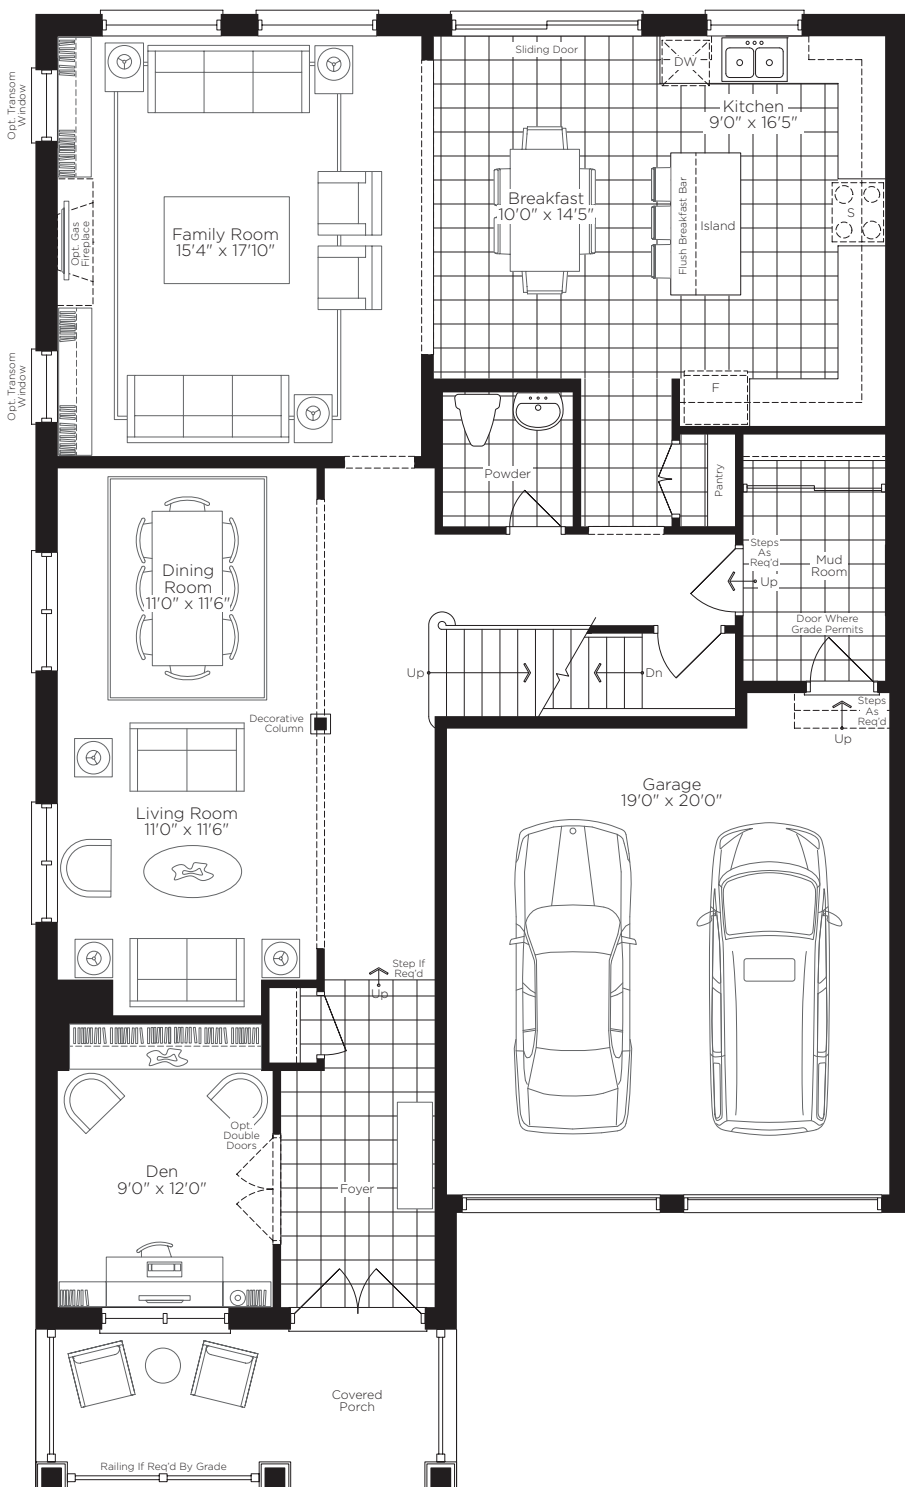 Sliding Door
DW
Kitchen
9'0" x 16'5"
Opt. Transom
Window
Breakfast
10'0" x 14'5"
Flush Breakfast Bar
Island
S
Family Room
15'4" x 17'10"
Opt. Gas
Fireplace
Opt. Transom
Window
F
Powder
Pantry
Steps
As
Req'd
Up
Mud
Room
Dining
Room
11'0" x 11'6"
Door Where
Grade Permits
Up
Dn
Steps
As
Req'd
Up
Decorative
Column
Garage
19'0" x 20'0"
Living Room
11'0" x 11'6"
Step If
Req'd
Up
Opt.
Double
Doors
Den
9'0" x 12'0"
Foyer
Covered
Porch
Railing If Req'd By Grade